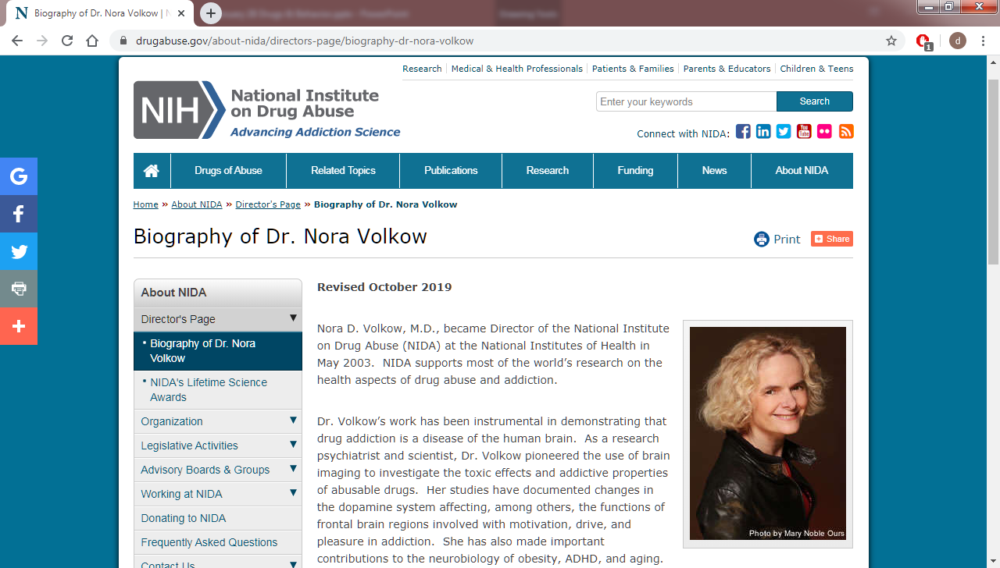 Biography of Dr. Nora Volkow | N
drugabuse.gov/about-nida/directors-page/biography-dr-nora-volkow
1
d
Research
Medical & Health Professionals
Patients & Families
Parents & Educators
Children & Teens
NIH
National Institute
on Drug Abuse
Advancing Addiction Science
Enter your keywords
Search
Connect with NIDA:
You
Tube
Drugs of Abuse
Related Topics
Publications
Research
Funding
News
About NIDA
Home » About NIDA » Director's Page » Biography of Dr. Nora Volkow
Biography of Dr. Nora Volkow
Print
Share
About NIDA
Director's Page
Biography of Dr. Nora
Volkow
NIDA's Lifetime Science
Awards
Organization
Legislative Activities
Advisory Boards & Groups
Working at NIDA
Donating to NIDA
Frequently Asked Questions
Contact Us
Revised October 2019
Nora D. Volkow, M.D., became Director of the National Institute
on Drug Abuse (NIDA) at the National Institutes of Health in
May 2003.  NIDA supports most of the world’s research on the
health aspects of drug abuse and addiction.
Dr. Volkow’s work has been instrumental in demonstrating that
drug addiction is a disease of the human brain.  As a research
psychiatrist and scientist, Dr. Volkow pioneered the use of brain
imaging to investigate the toxic effects and addictive properties
of abusable drugs.  Her studies have documented changes in
the dopamine system affecting, among others, the functions of
frontal brain regions involved with motivation, drive, and
pleasure in addiction.  She has also made important
contributions to the neurobiology of obesity, ADHD, and aging.
Photo by Mary Noble Ours